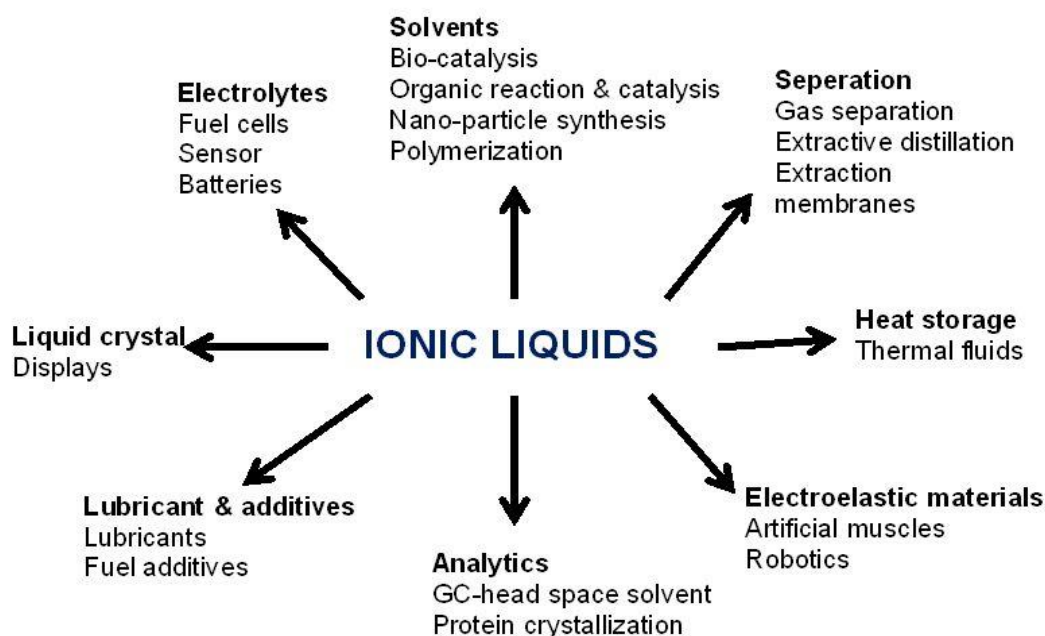 Solvents
Bio-catalysis
Organic reaction & catalysis
Nano-particle synthesis
Polymerization
Electrolytes
Fuel cells
Sensor
Batteries
Seperation
Gas separation
Extractive distillation
Extraction
membranes
Liquid crystal
Displays
IONIC LIQUIDS
Heat storage
Thermal fluids
Lubricant & additives
Lubricants
Fuel additives
Analytics
GC-head space solvent
Protein crystallization
Electroelastic materials
Artificial muscles
Robotics